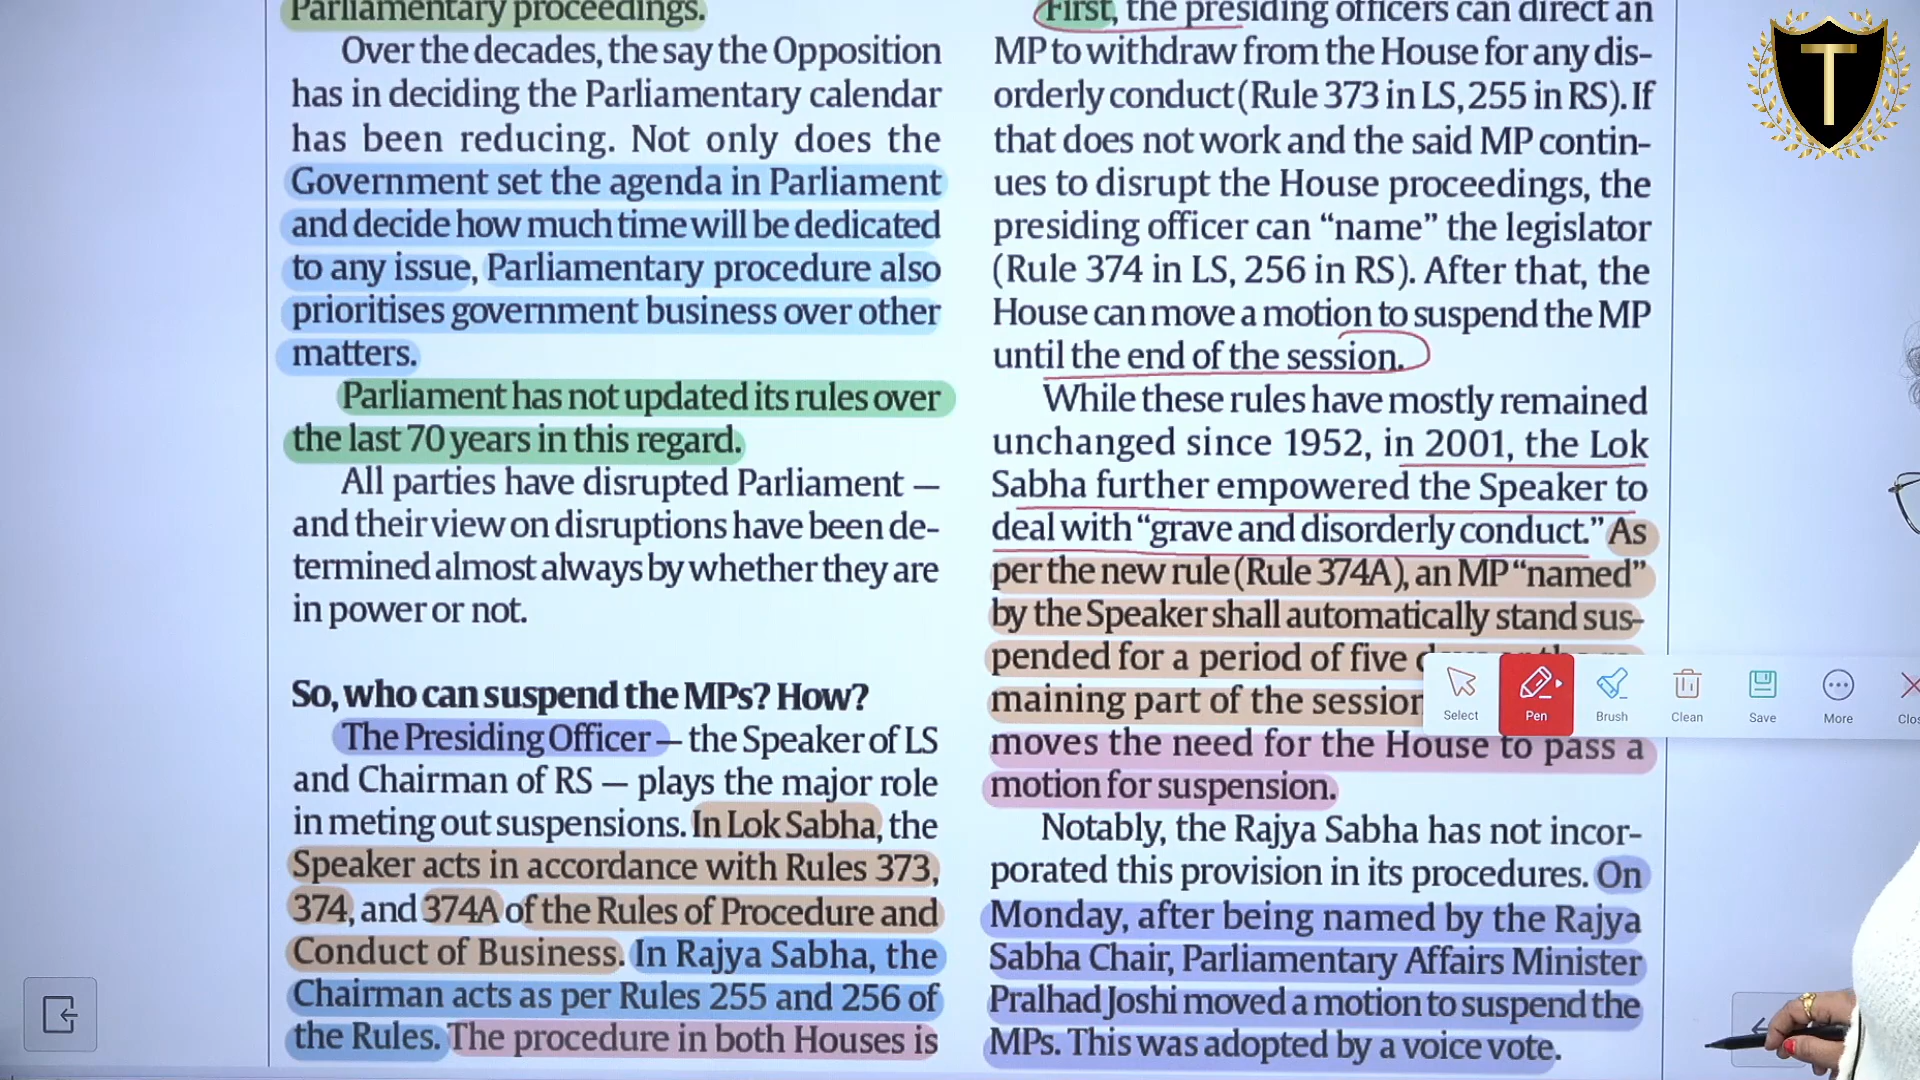 Parliamentary proceedings.
Over the decades, the say the Opposition
has in deciding the Parliamentary calendar
has been reducing. Not only does the
Government set the agenda in Parliament
and decide how much time will be dedicated
to any issue, Parliamentary procedure also
prioritises government business over other
matters.
Parliament has not updated its rules over
the last 70 years in this regard.
All parties have disrupted Parliament —
and their view on disruptions have been de-
termined almost always by whether they are
in power or not.
So, who can suspend the MPs? How?
The Presiding Officer — the Speaker of LS
and Chairman of RS — plays the major role
in meting out suspensions. In Lok Sabha, the
Speaker acts in accordance with Rules 373,
374, and 374A of the Rules of Procedure and
Conduct of Business. In Rajya Sabha, the
Chairman acts as per Rules 255 and 256 of
the Rules. The procedure in both Houses is
First, the presiding officers can direct an
MP to withdraw from the House for any dis-
orderly conduct (Rule 373 in LS, 255 in RS). If
that does not work and the said MP contin-
ues to disrupt the House proceedings, the
presiding officer can “name” the legislator
(Rule 374 in LS, 256 in RS). After that, the
House can move a motion to suspend the MP
until the end of the session.
While these rules have mostly remained
unchanged since 1952, in 2001, the Lok
Sabha further empowered the Speaker to
deal with “grave and disorderly conduct.” As
per the new rule (Rule 374A), an MP “named”
by the Speaker shall automatically stand sus-
pended for a period of five
maining part of the session
moves the need for the House to pass a
motion for suspension.
Notably, the Rajya Sabha has not incor-
porated this provision in its procedures. On
Monday, after being named by the Rajya
Sabha Chair, Parliamentary Affairs Minister
Pralhad Joshi moved a motion to suspend the
MPs. This was adopted by a voice vote.
T
Select
Pen
Brush
Clean
Save
More
Clos